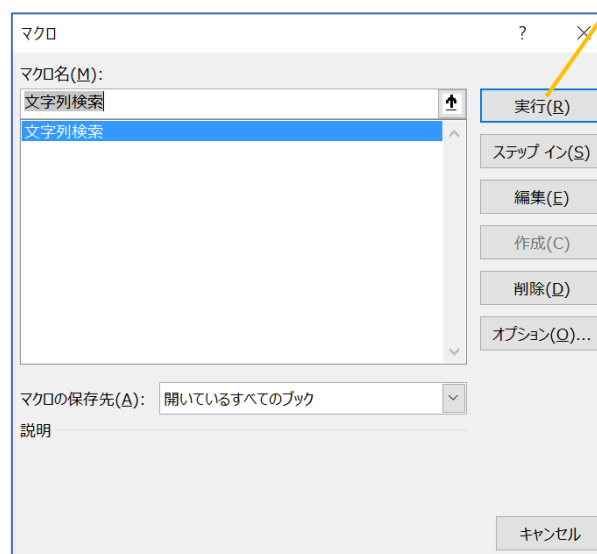 マクロ ?
マクロ名(M):
文字列検索
文字列検索
実行(R)
ステップ イン(S)
編集(E)
作成(C)
削除(D)
オプション(O)...
マクロの保存先(A): 開いているすべてのブック
説明
キャンセル